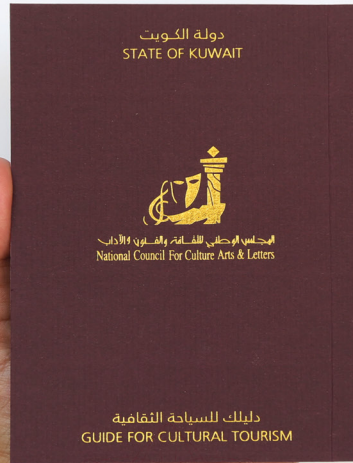 دولة الكويت
STATE OF KUWAIT
المجلس الوطني للثقافة والفنون والآداب
National Council For Culture Arts & Letters
دليلك للسياحة الثقافية
GUIDE FOR CULTURAL TOURISM